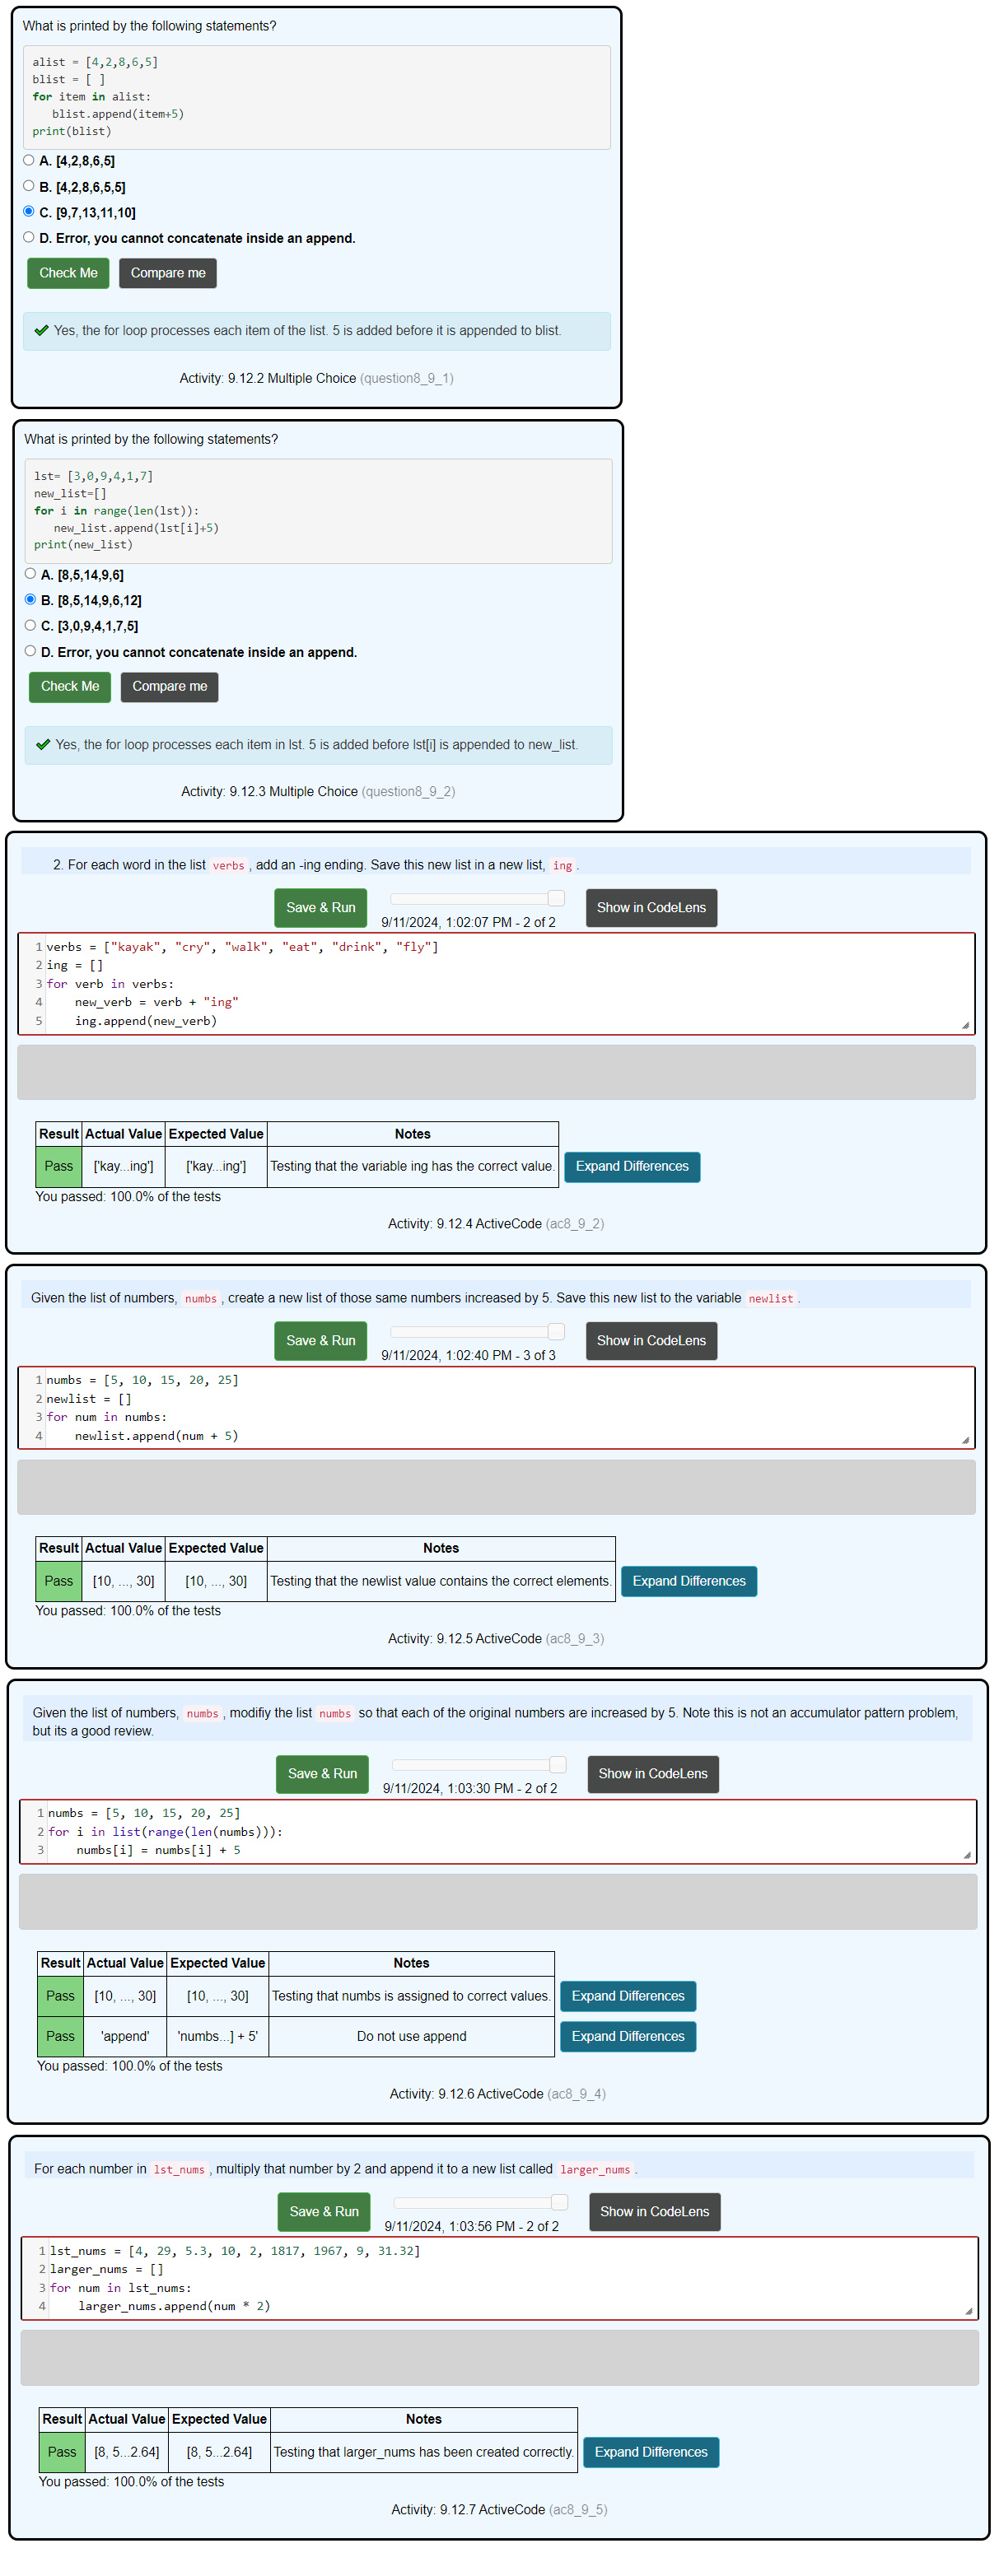 What is printed by the following statements?
alist = [4,2,8,6,5]
blist = [ ]
for item in alist:
   blist.append(item+5)
print(blist)
A. [4,2,8,6,5]
B. [4,2,8,6,5,5]
C. [9,7,13,11,10]
D. Error, you cannot concatenate inside an append.
Check Me Compare me
Yes, the for loop processes each item of the list. 5 is added before it is appended to blist.
Activity: 9.12.2 Multiple Choice (question8_9_1)
What is printed by the following statements?
lst= [3,0,9,4,1,7]
new_list=[]
for i in range(len(lst)):
   new_list.append(lst[i]+5)
print(new_list)
A. [8,5,14,9,6]
B. [8,5,14,9,6,12]
C. [3,0,9,4,1,7,5]
D. Error, you cannot concatenate inside an append.
Check Me Compare me
Yes, the for loop processes each item in lst. 5 is added before lst[i] is appended to new_list.
Activity: 9.12.3 Multiple Choice (question8_9_2)
2. For each word in the list verbs, add an -ing ending. Save this new list in a new list, ing.
Save & Run 9/11/2024, 1:02:07 PM - 2 of 2 Show in CodeLens
1 verbs = ["kayak", "cry", "walk", "eat", "drink", "fly"]
2 ing = []
3 for verb in verbs:
4     new_verb = verb + "ing"
5     ing.append(new_verb)
Result Actual Value Expected Value Notes
Pass ['kay...ing'] ['kay...ing'] Testing that the variable ing has the correct value. Expand Differences
You passed: 100.0% of the tests
Activity: 9.12.4 ActiveCode (ac8_9_2)
Given the list of numbers, numbs, create a new list of those same numbers increased by 5. Save this new list to the variable newlist.
Save & Run 9/11/2024, 1:02:40 PM - 3 of 3 Show in CodeLens
1 numbs = [5, 10, 15, 20, 25]
2 newlist = []
3 for num in numbs:
4     newlist.append(num + 5)
Result Actual Value Expected Value Notes
Pass [10, ..., 30] [10, ..., 30] Testing that the newlist value contains the correct elements. Expand Differences
You passed: 100.0% of the tests
Activity: 9.12.5 ActiveCode (ac8_9_3)
Given the list of numbers, numbs, modifiy the list numbs so that each of the original numbers are increased by 5. Note this is not an accumulator pattern problem,
but its a good review.
Save & Run 9/11/2024, 1:03:30 PM - 2 of 2 Show in CodeLens
1 numbs = [5, 10, 15, 20, 25]
2 for i in list(range(len(numbs))):
3     numbs[i] = numbs[i] + 5
Result Actual Value Expected Value Notes
Pass [10, ..., 30] [10, ..., 30] Testing that numbs is assigned to correct values. Expand Differences
Pass 'append' 'numbs...] + 5' Do not use append Expand Differences
You passed: 100.0% of the tests
Activity: 9.12.6 ActiveCode (ac8_9_4)
For each number in lst_nums, multiply that number by 2 and append it to a new list called larger_nums.
Save & Run 9/11/2024, 1:03:56 PM - 2 of 2 Show in CodeLens
1 lst_nums = [4, 29, 5.3, 10, 2, 1817, 1967, 9, 31.32]
2 larger_nums = []
3 for num in lst_nums:
4     larger_nums.append(num * 2)
Result Actual Value Expected Value Notes
Pass [8, 5...2.64] [8, 5...2.64] Testing that larger_nums has been created correctly. Expand Differences
You passed: 100.0% of the tests
Activity: 9.12.7 ActiveCode (ac8_9_5)